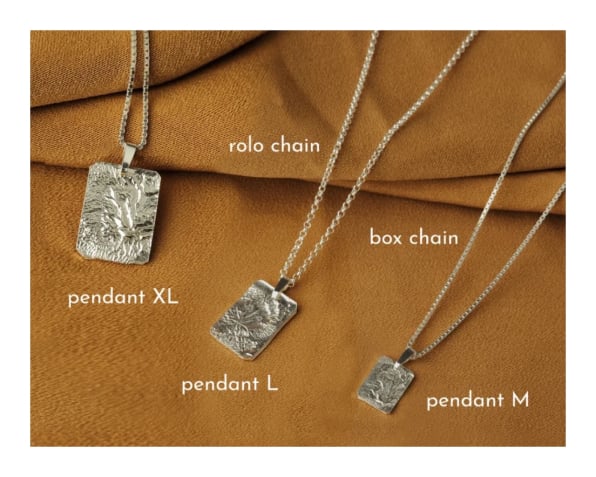 rolo chain
box chain
pendant XL
pendant L
pendant M